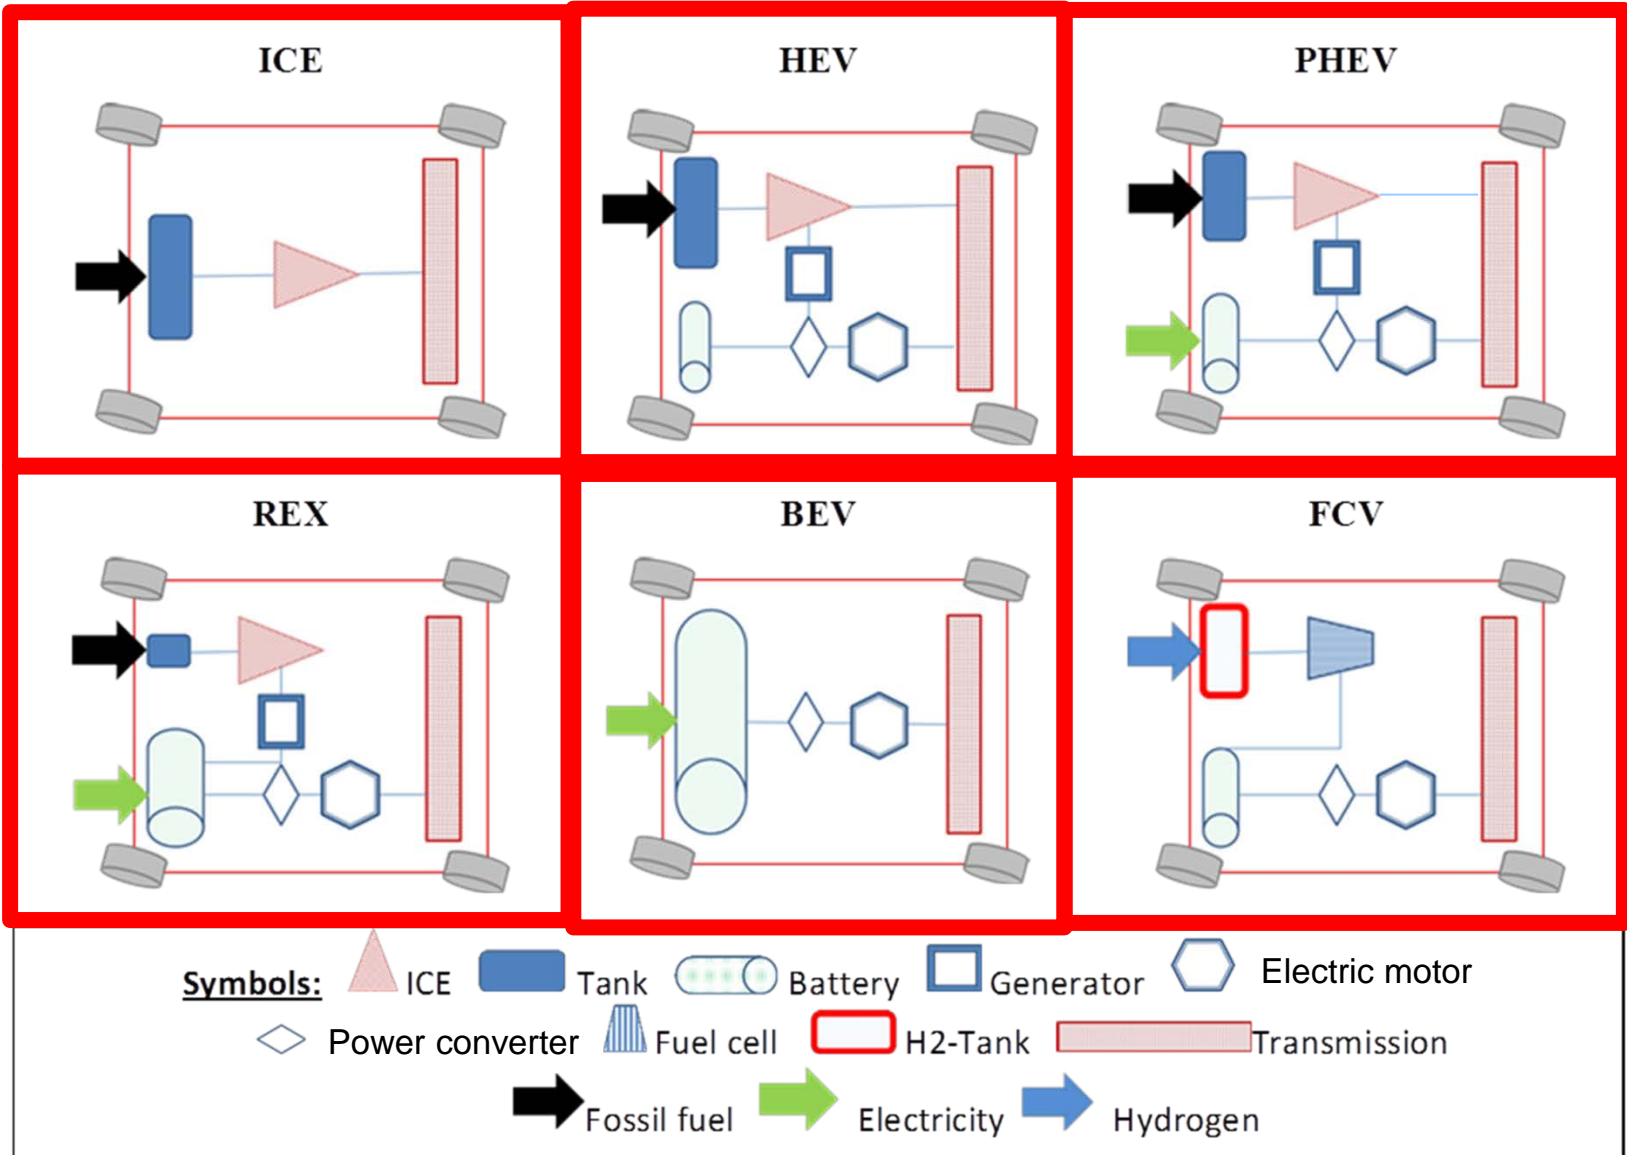 ICE
HEV
PHEV
REX
BEV
FCV
Symbols: ICE Tank Battery Generator Electric motor
Power converter Fuel cell H2-Tank Transmission
Fossil fuel Electricity Hydrogen